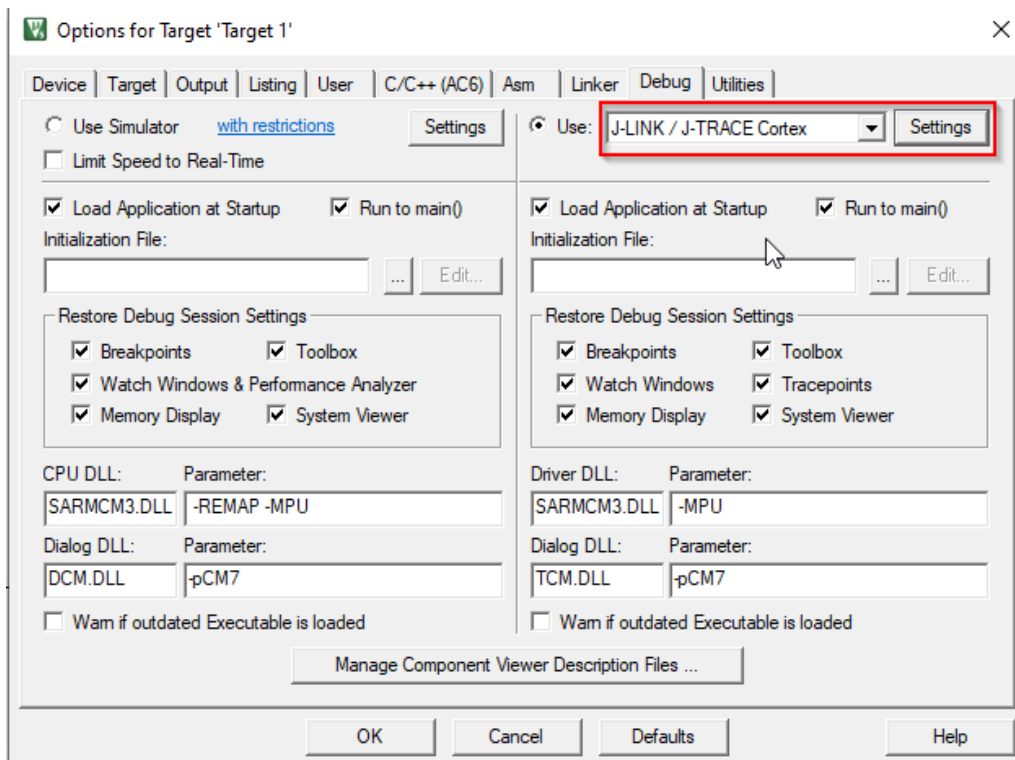 Options for Target 'Target 1'
Device Target Output Listing User C/C++ (AC6) Asm Linker Debug Utilities
Use Simulator with restrictions Settings
Limit Speed to Real-Time
Load Application at Startup Run to main()
Initialization File:
... Edit...
Restore Debug Session Settings
Breakpoints Toolbox
Watch Windows & Performance Analyzer
Memory Display System Viewer
CPU DLL: Parameter:
SARMCM3.DLL -REMAP -MPU
Dialog DLL: Parameter:
DCM.DLL -pCM7
Warn if outdated Executable is loaded
Use: J-LINK / J-TRACE Cortex Settings
Load Application at Startup Run to main()
Initialization File:
... Edit...
Restore Debug Session Settings
Breakpoints Toolbox
Watch Windows Tracepoints
Memory Display System Viewer
Driver DLL: Parameter:
SARMCM3.DLL -MPU
Dialog DLL: Parameter:
TCM.DLL -pCM7
Warn if outdated Executable is loaded
Manage Component Viewer Description Files ...
OK Cancel Defaults Help